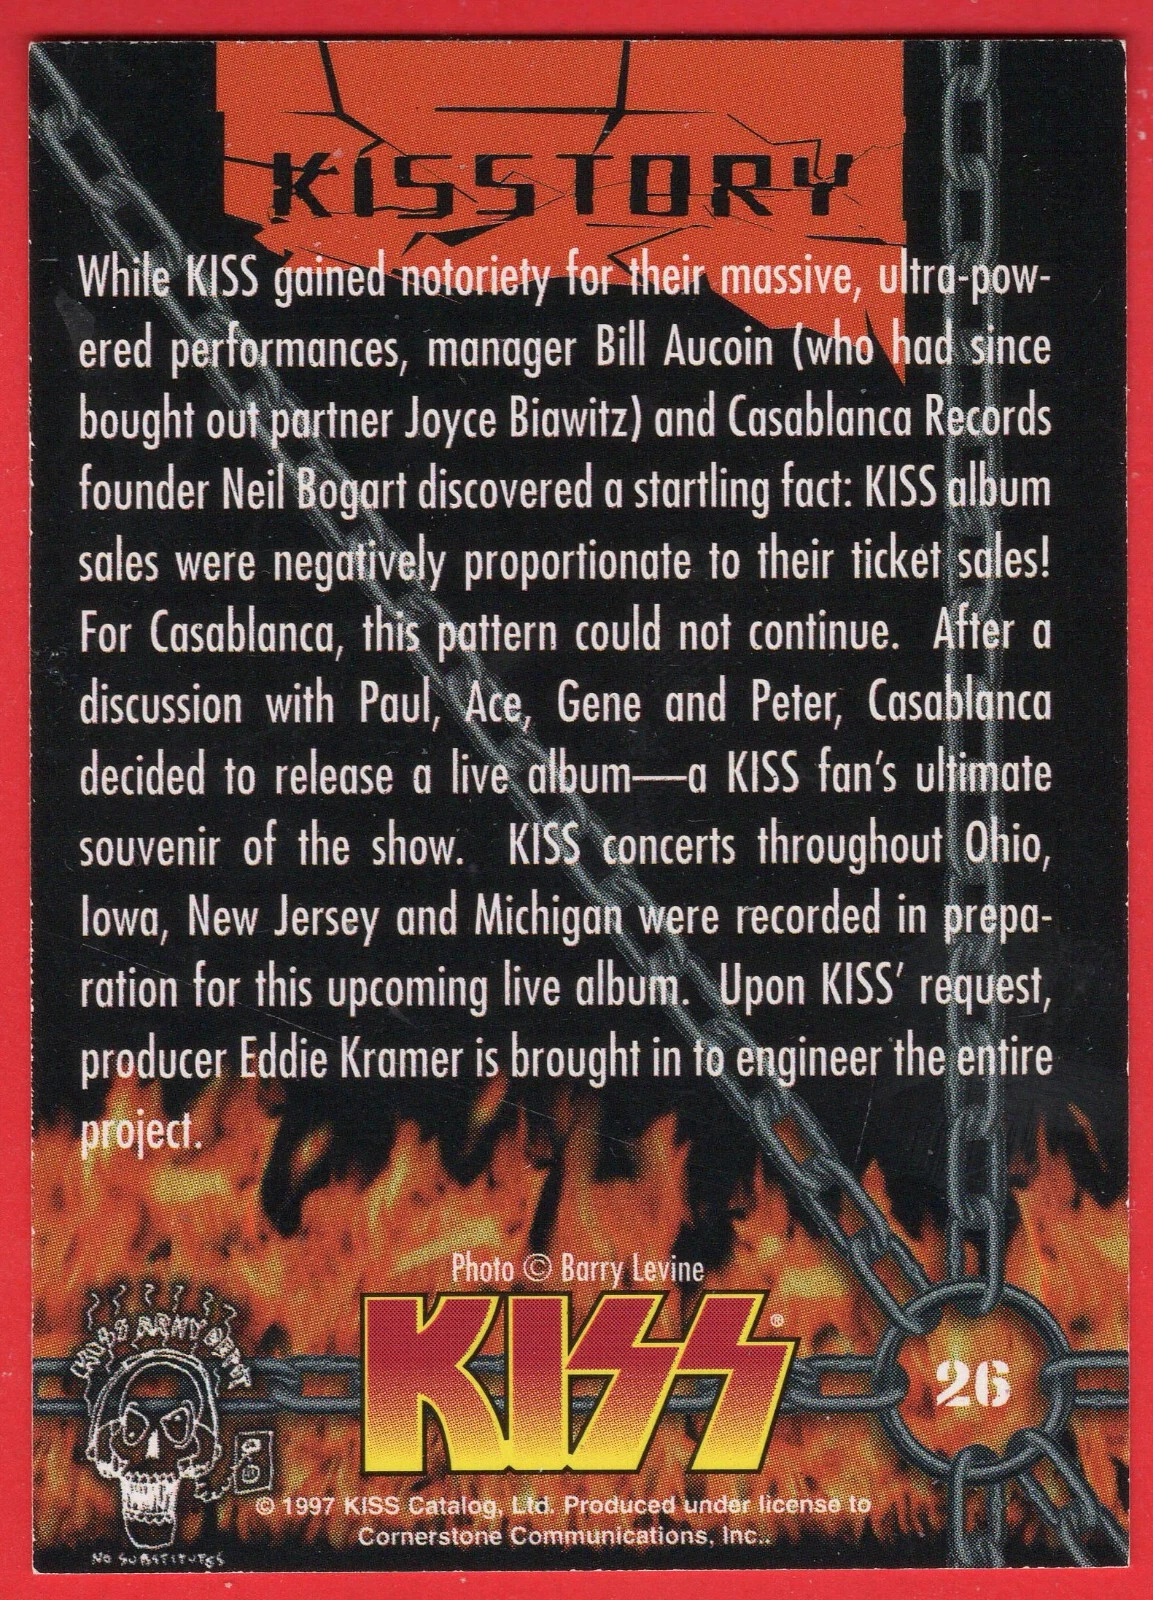 KISSTORY
While KISS gained notoriety for their massive, ultra-pow-
ered performances, manager Bill Aucoin (who had since
bought out partner Joyce Biawitz) and Casablanca Records
founder Neil Bogart discovered a startling fact: KISS album
sales were negatively proportionate to their ticket sales!
For Casablanca, this pattern could not continue. After a
discussion with Paul, Ace, Gene and Peter, Casablanca
decided to release a live album—a KISS fan's ultimate
souvenir of the show. KISS concerts throughout Ohio,
Iowa, New Jersey and Michigan were recorded in prepa-
ration for this upcoming live album. Upon KISS' request,
producer Eddie Kramer is brought in to engineer the entire
project.
Photo © Barry Levine
KISS ARMY DEPOT
KISS®
26
© 1997 KISS Catalog, Ltd. Produced under license to
Cornerstone Communications, Inc..
NO SUBSTITUTES